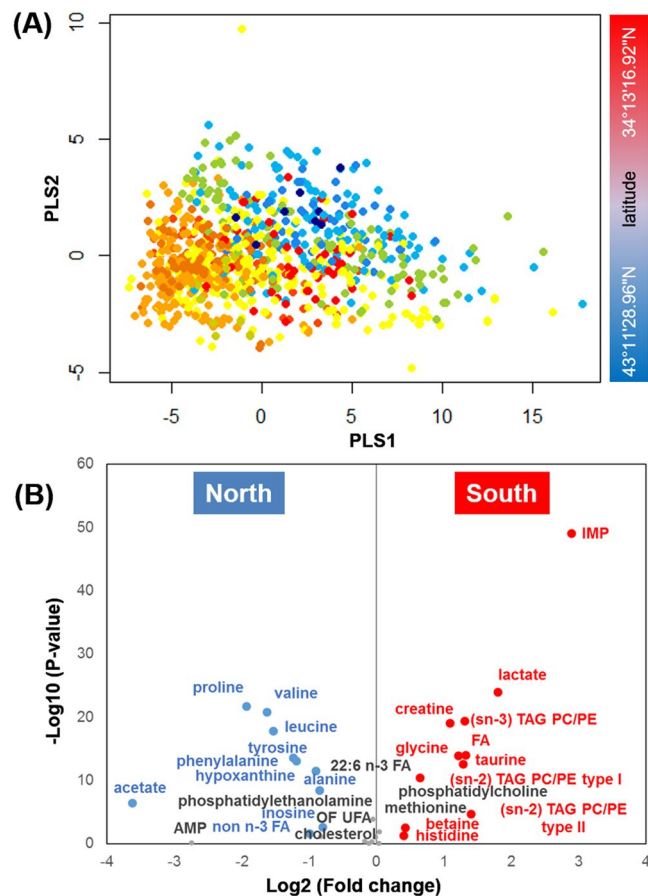 (A)
10
5
0
-5
PLS2
-5
0
5
10
15
PLS1
34°13'16.92"N
latitude
43°11'28.96"N
(B)
60
50
40
30
20
10
0
-Log10 (P-value)
North
South
IMP
lactate
proline
valine
creatine
(sn-3) TAG PC/PE
leucine
glycine
FA
tyrosine
22:6 n-3 FA
taurine
phenylalanine
hypoxanthine
alanine
(sn-2) TAG PC/PE type I
acetate
phosphatidylcholine
phosphatidylethanolamine
methionine
(sn-2) TAG PC/PE
type II
inosine
OF UFA
AMP
non n-3 FA
cholesterol
betaine
histidine
-4
-3
-2
-1
0
1
2
3
4
Log2 (Fold change)